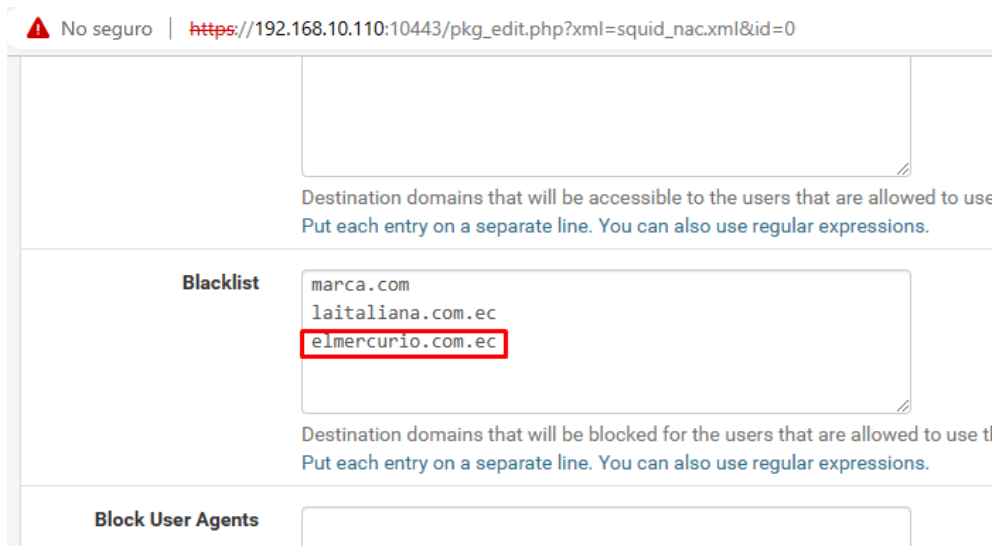 No seguro | https://192.168.10.110:10443/pkg_edit.php?xml=squid_nac.xml&id=0
Destination domains that will be accessible to the users that are allowed to use
Put each entry on a separate line. You can also use regular expressions.
Blacklist
marca.com
laitaliana.com.ec
elmercurio.com.ec
Destination domains that will be blocked for the users that are allowed to use
Put each entry on a separate line. You can also use regular expressions.
Block User Agents